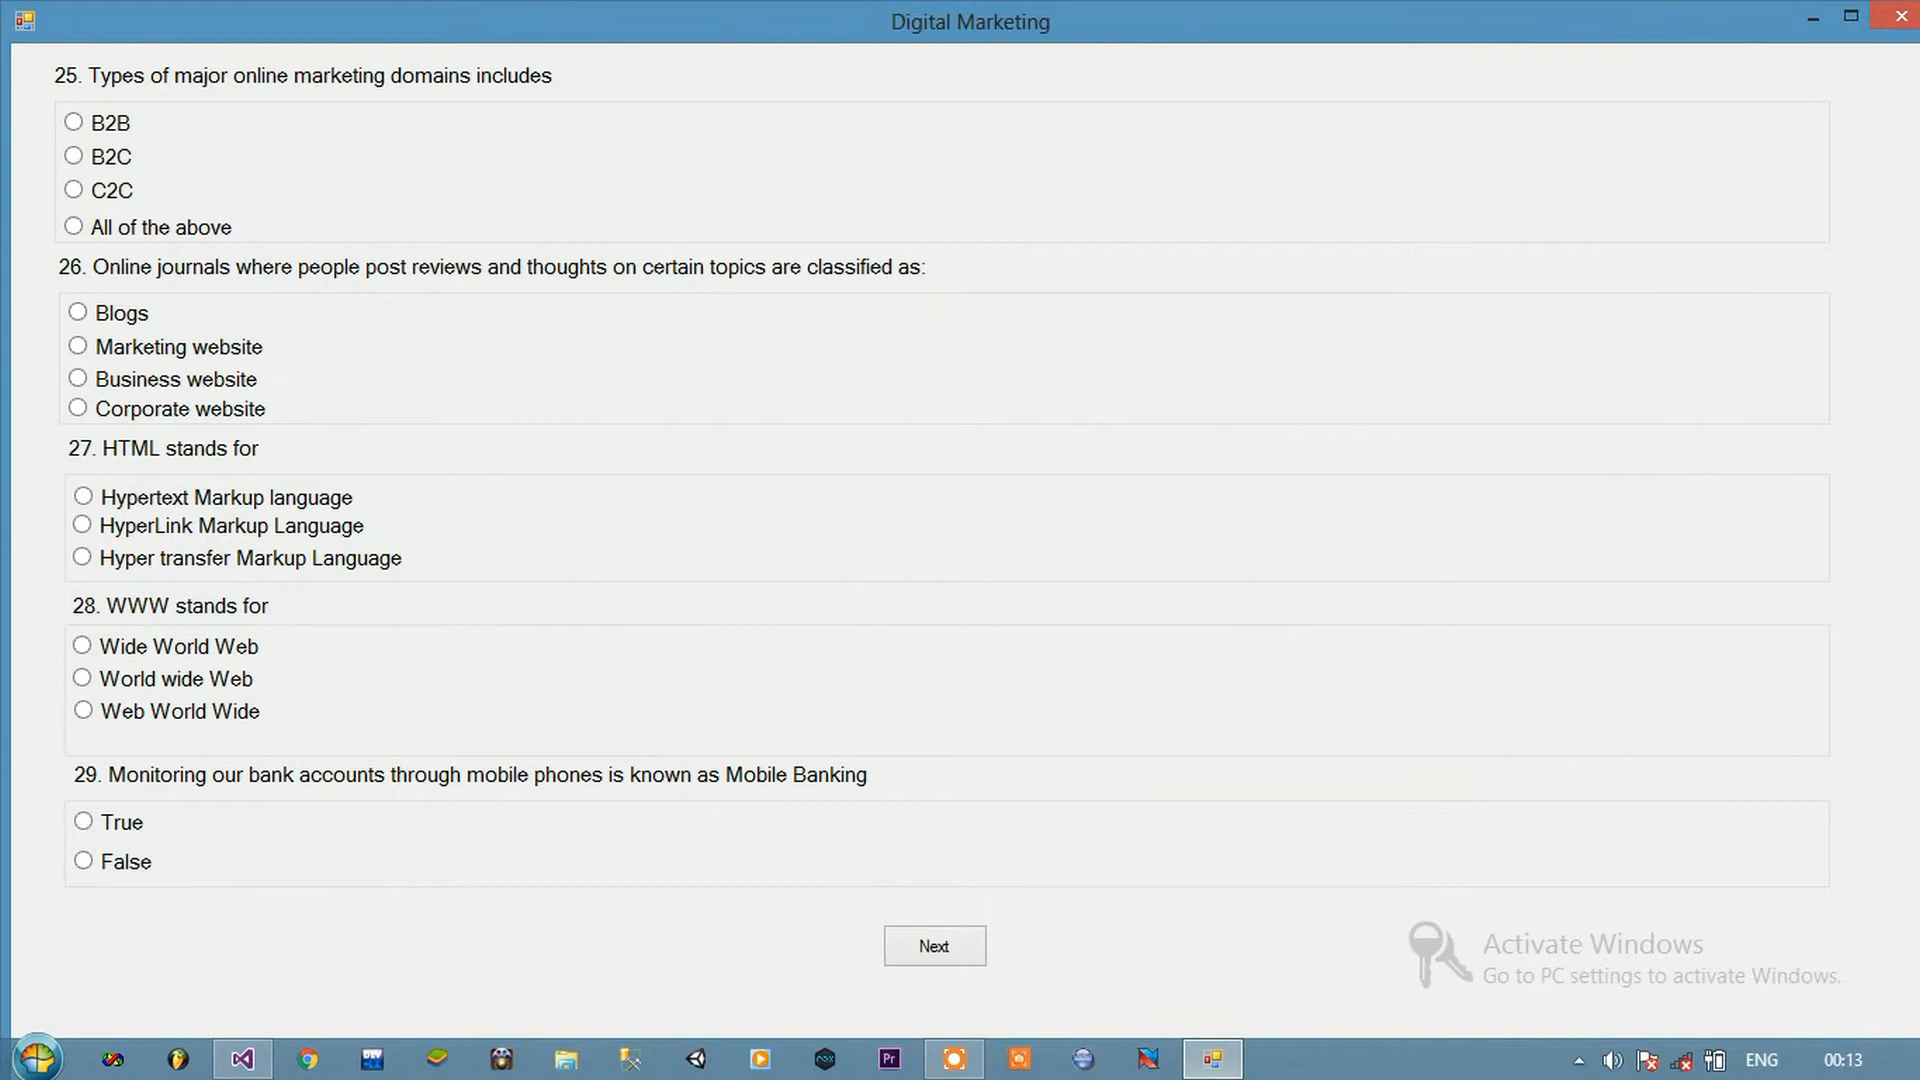 Digital Marketing
25. Types of major online marketing domains includes
B2B
B2C
C2C
All of the above
26. Online journals where people post reviews and thoughts on certain topics are classified as:
Blogs
Marketing website
Business website
Corporate website
27. HTML stands for
Hypertext Markup language
HyperLink Markup Language
Hyper transfer Markup Language
28. WWW stands for
Wide World Web
World wide Web
Web World Wide
29. Monitoring our bank accounts through mobile phones is known as Mobile Banking
True
False
Next
Activate Windows
Go to PC settings to activate Windows.
DEV
nox
Pr
ENG
00:13